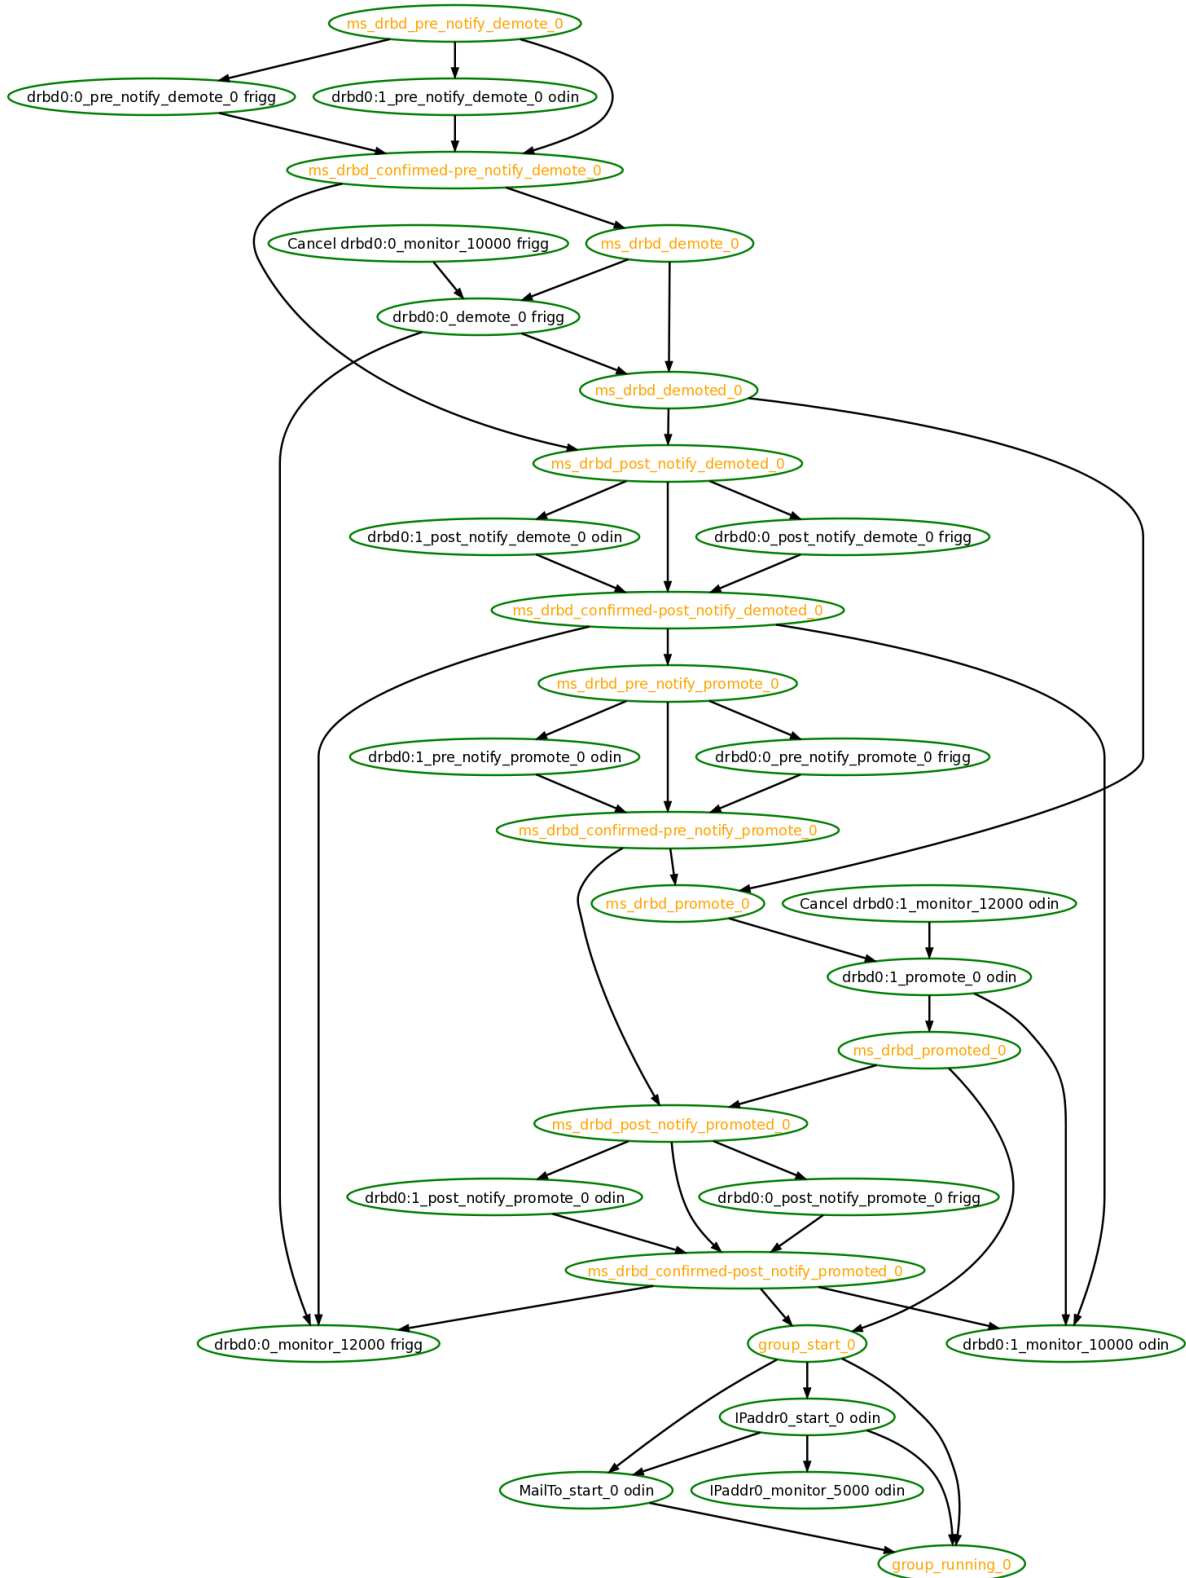 ms_drbd_pre_notify_demote_0
drbd0:0_pre_notify_demote_0 frigg
drbd0:1_pre_notify_demote_0 odin
ms_drbd_confirmed-pre_notify_demote_0
Cancel drbd0:0_monitor_10000 frigg
ms_drbd_demote_0
drbd0:0_demote_0 frigg
ms_drbd_demoted_0
ms_drbd_post_notify_demoted_0
drbd0:1_post_notify_demote_0 odin
drbd0:0_post_notify_demote_0 frigg
ms_drbd_confirmed-post_notify_demoted_0
ms_drbd_pre_notify_promote_0
drbd0:1_pre_notify_promote_0 odin
drbd0:0_pre_notify_promote_0 frigg
ms_drbd_confirmed-pre_notify_promote_0
ms_drbd_promote_0
Cancel drbd0:1_monitor_12000 odin
drbd0:1_promote_0 odin
ms_drbd_promoted_0
ms_drbd_post_notify_promoted_0
drbd0:1_post_notify_promote_0 odin
drbd0:0_post_notify_promote_0 frigg
ms_drbd_confirmed-post_notify_promoted_0
drbd0:0_monitor_12000 frigg
group_start_0
drbd0:1_monitor_10000 odin
IPaddr0_start_0 odin
MailTo_start_0 odin
IPaddr0_monitor_5000 odin
group_running_0